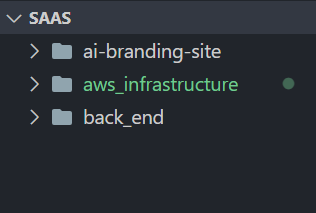 SAAS
ai-branding-site
aws_infrastructure
back_end